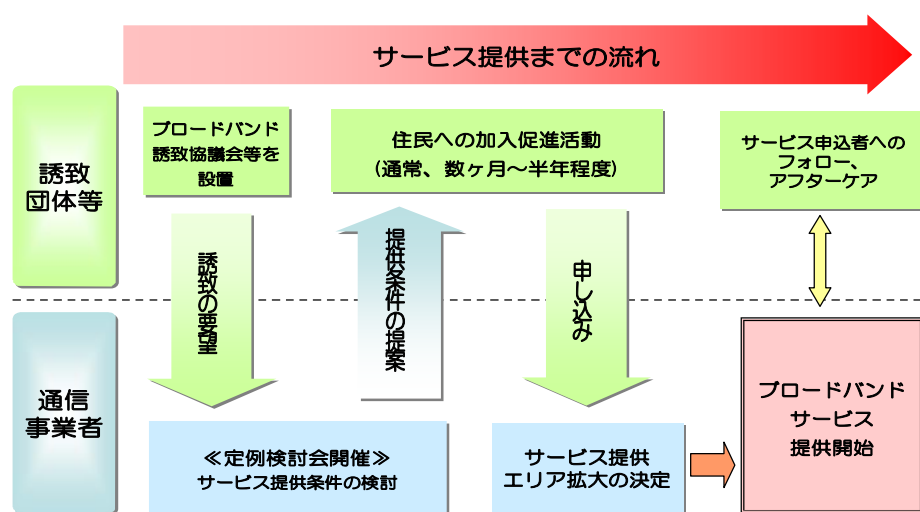 サービス提供までの流れ
誘致
団体等
ブロードバンド
誘致協議会等を
設置
住民への加入促進活動
(通常、数ヶ月～半年程度)
サービス申込者への
フォロー、
アフターケア
誘致の要望
提供条件の提案
申し込み
通信
事業者
≪定例検討会開催≫
サービス提供条件の検討
サービス提供
エリア拡大の決定
ブロードバンド
サービス
提供開始